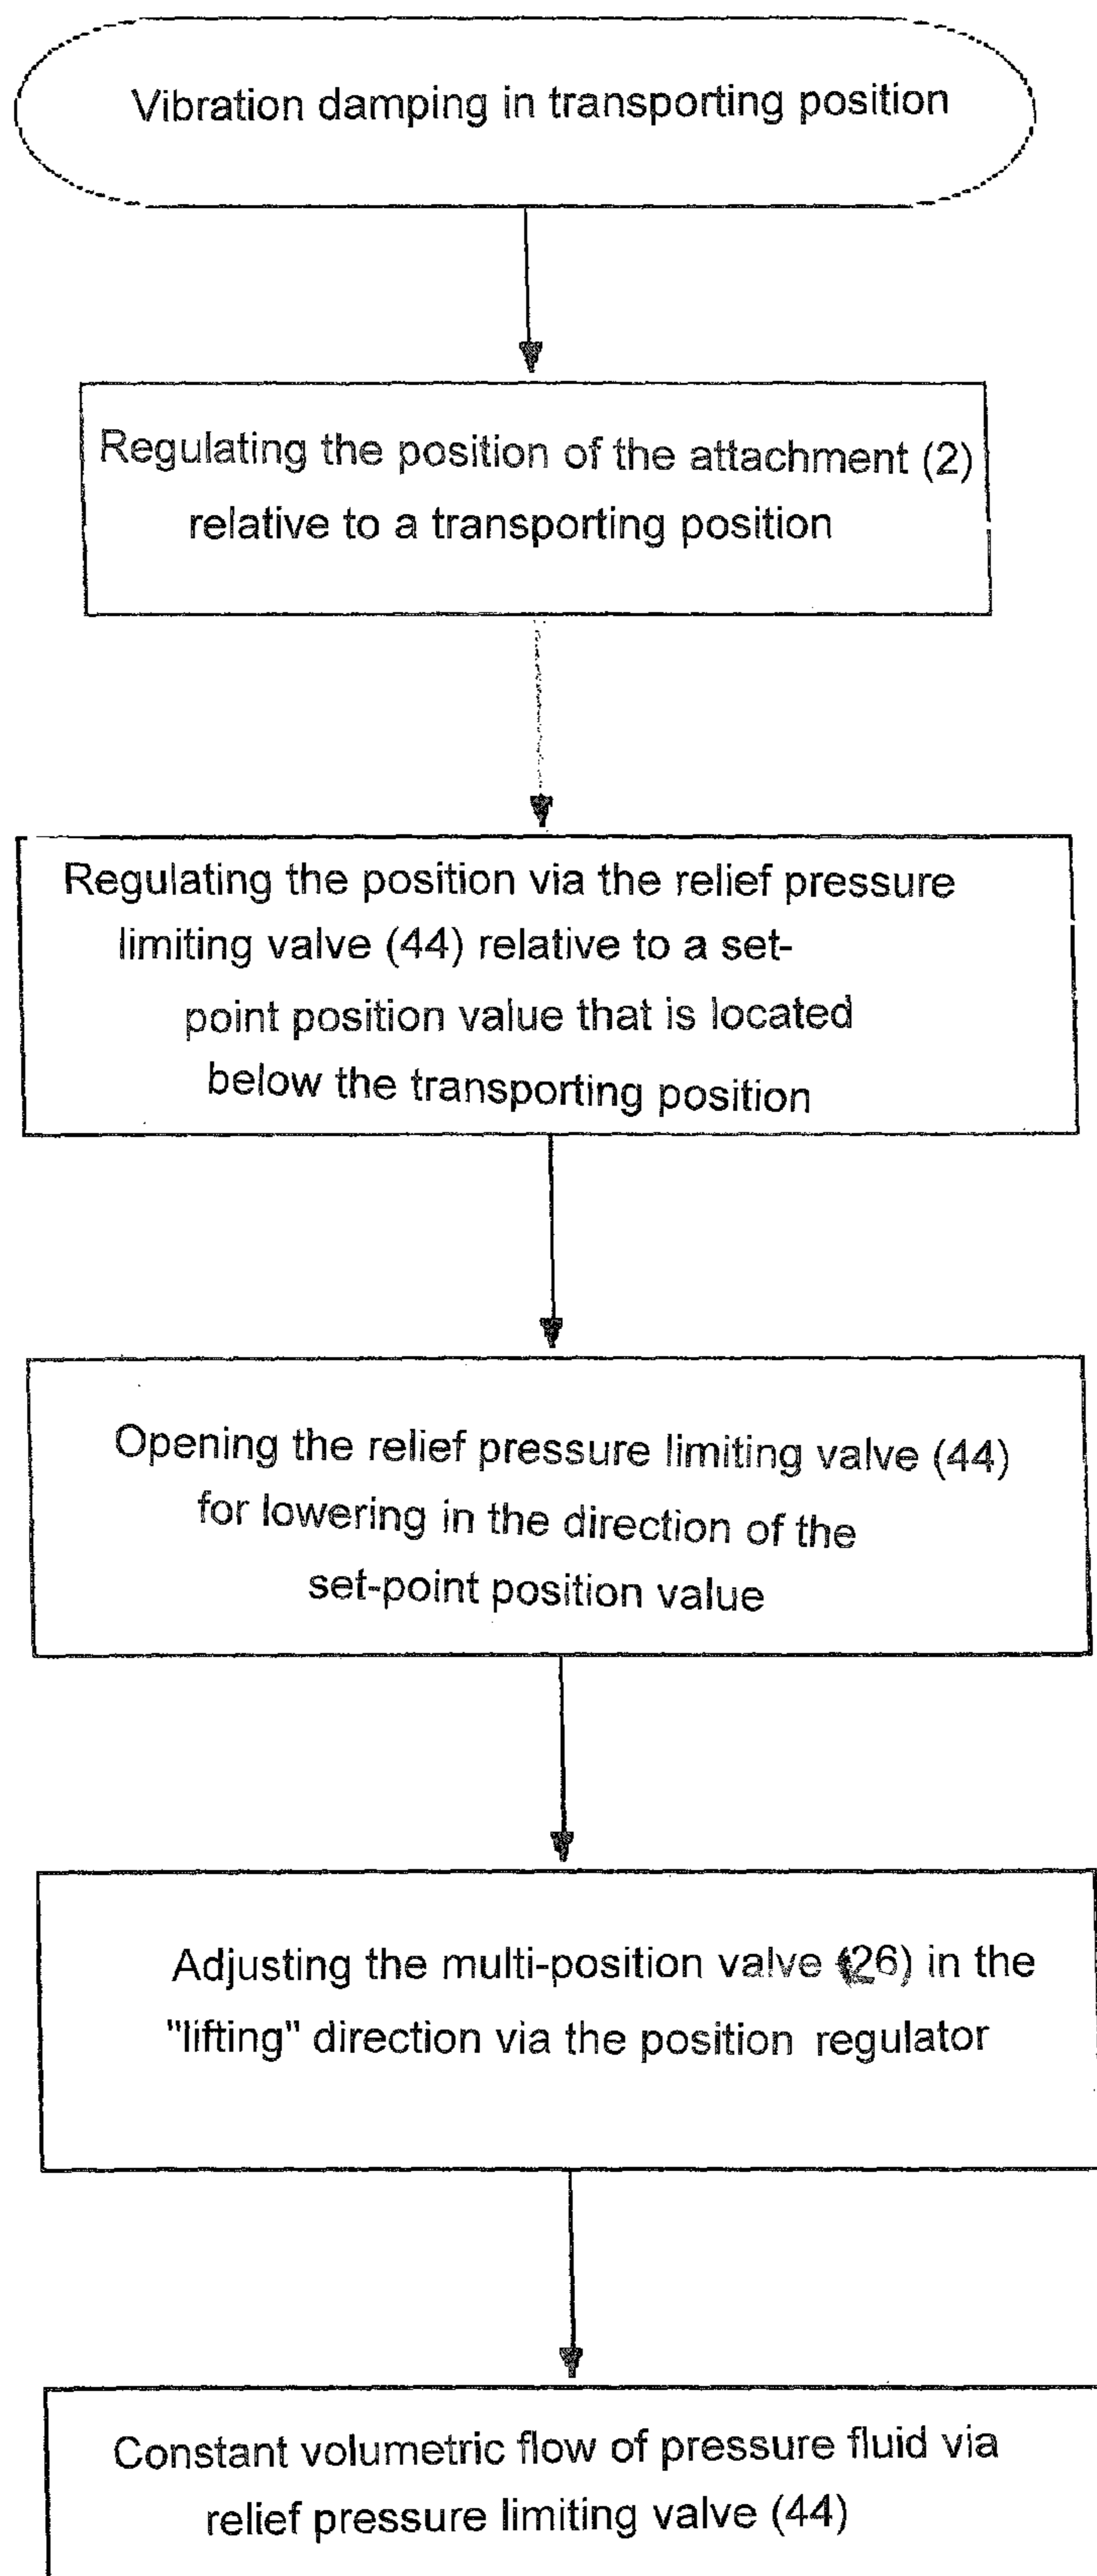 Vibration damping in transporting position
Regulating the position of the attachment (2)
relative to a transporting position
Regulating the position via the relief pressure
limiting valve (44) relative to a set-
point position value that is located
below the transporting position
Opening the relief pressure limiting valve (44)
for lowering in the direction of the
set-point position value
Adjusting the multi-position valve (26) in the
"lifting" direction via the position regulator
Constant volumetric flow of pressure fluid via
relief pressure limiting valve (44)